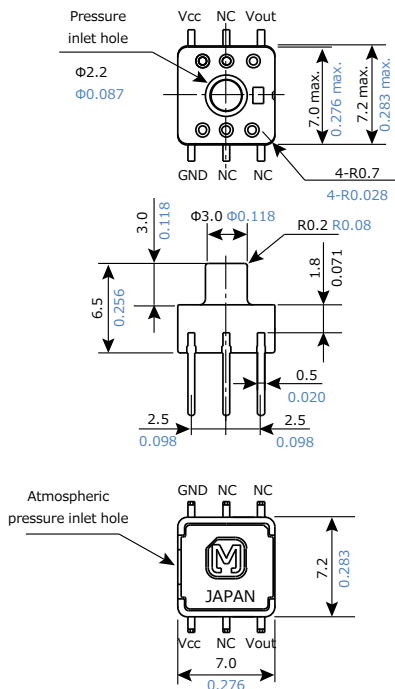 Pressure
inlet hole
Φ2.2
Φ0.087
Vcc NC Vout
7.0 max.
0.276 max.
7.2 max.
0.283 max.
GND NC NC
4-R0.7
4-R0.028
3.0
0.118
Φ3.0 Φ0.118
R0.2 R0.08
6.5
0.256
1.8
0.071
0.5
0.020
2.5
0.098
2.5
0.098
Atmospheric
pressure inlet hole
GND NC NC
M
JAPAN
7.2
0.283
Vcc NC Vout
7.0
0.276